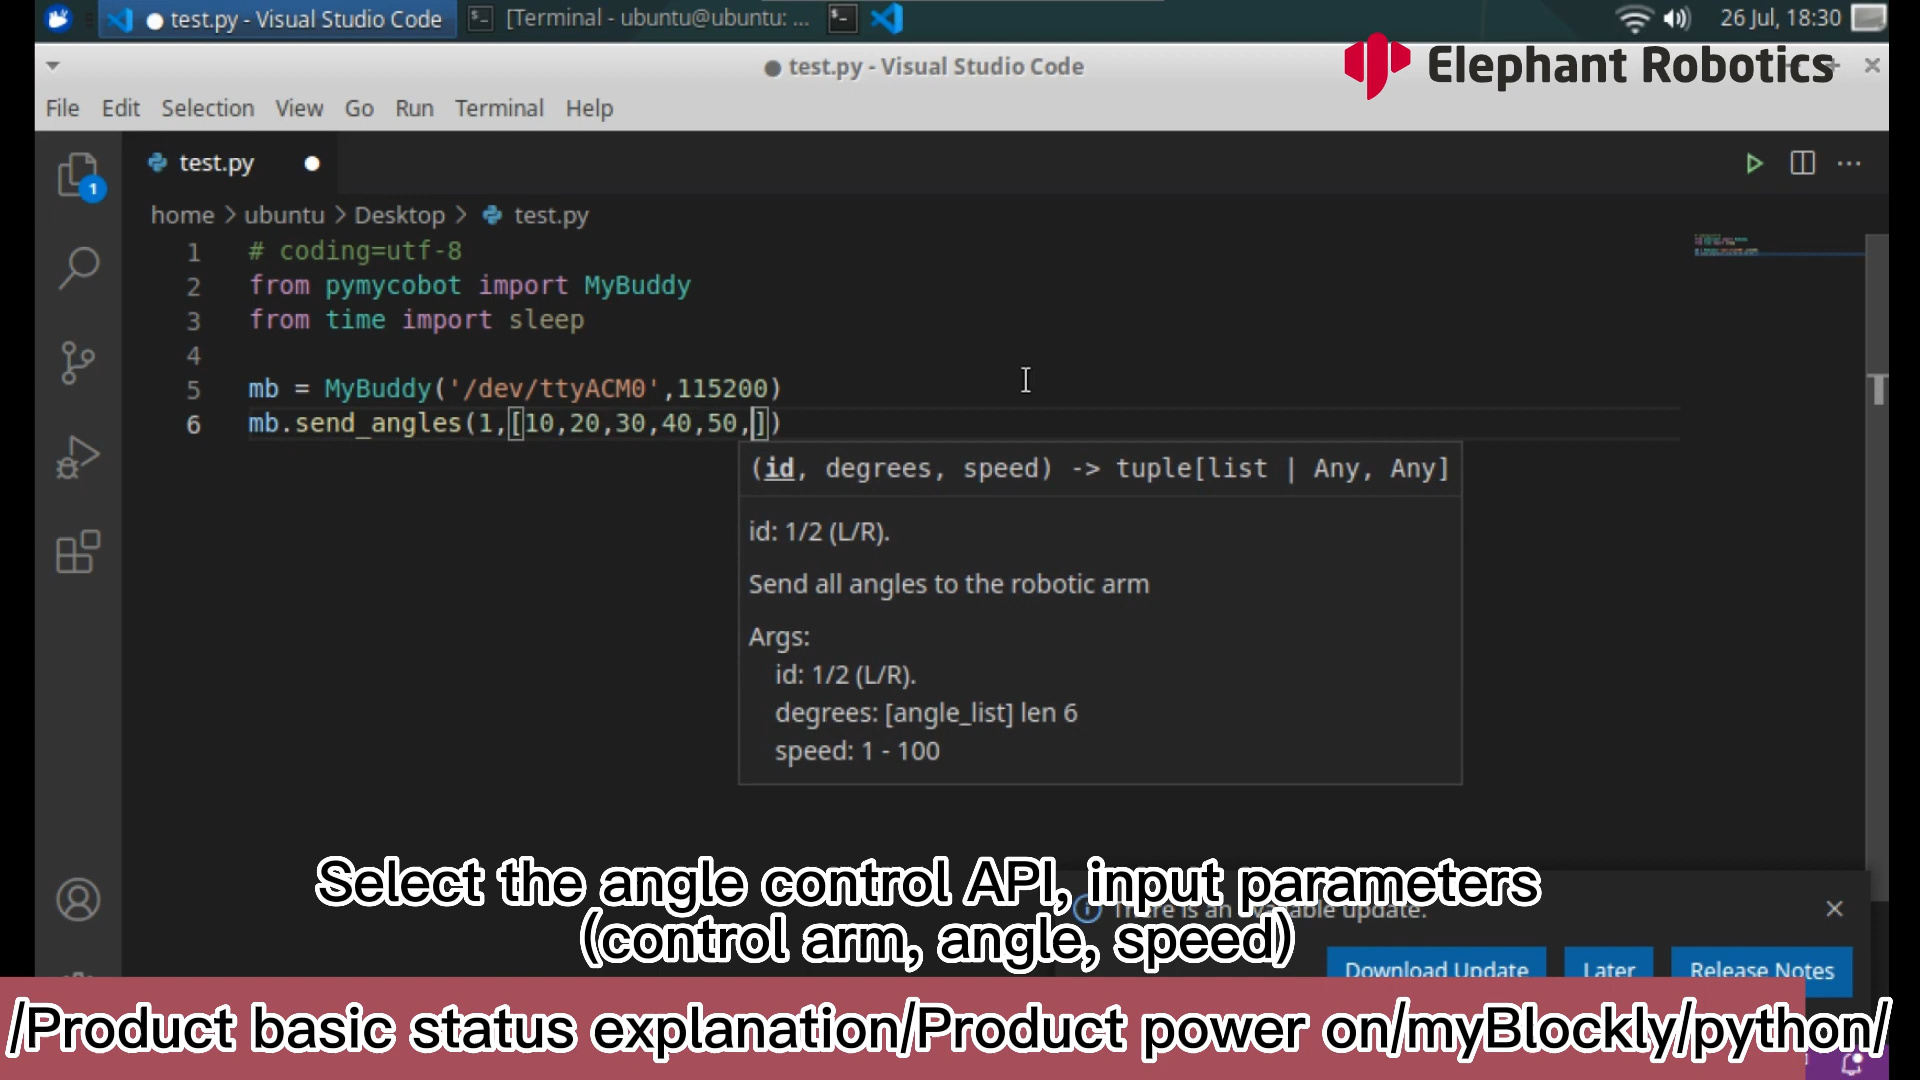 test.py - Visual Studio Code
[Terminal - ubuntu@ubuntu: ...
26 Jul, 18:30
test.py - Visual Studio Code
Elephant Robotics
File Edit Selection View Go Run Terminal Help
1
test.py
home > ubuntu > Desktop > test.py
1 # coding=utf-8
2 from pymycobot import MyBuddy
3 from time import sleep
4
5 mb = MyBuddy('/dev/ttyACM0',115200)
6 mb.send_angles(1,[10,20,30,40,50,])
(id, degrees, speed) -> tuple[list | Any, Any]
id: 1/2 (L/R).
Send all angles to the robotic arm
Args:
id: 1/2 (L/R).
degrees: [angle_list] len 6
speed: 1 - 100
Select the angle control API, input parameters
(control arm, angle, speed)
There is an available update.
Download Update Later Release Notes
/Product basic status explanation/Product power on/myBlockly/python/